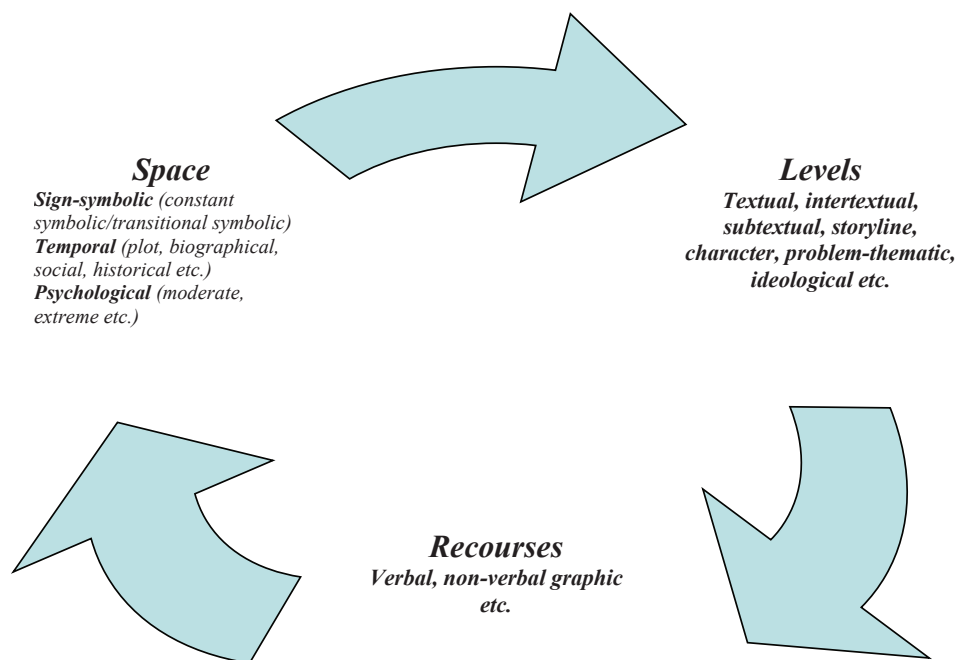 Space
Sign-symbolic (constant
symbolic/transitional symbolic)
Temporal (plot, biographical,
social, historical etc.)
Psychological (moderate,
extreme etc.)
Levels
Textual, intertextual,
subtextual, storyline,
character, problem-thematic,
ideological etc.
Recourses
Verbal, non-verbal graphic
etc.